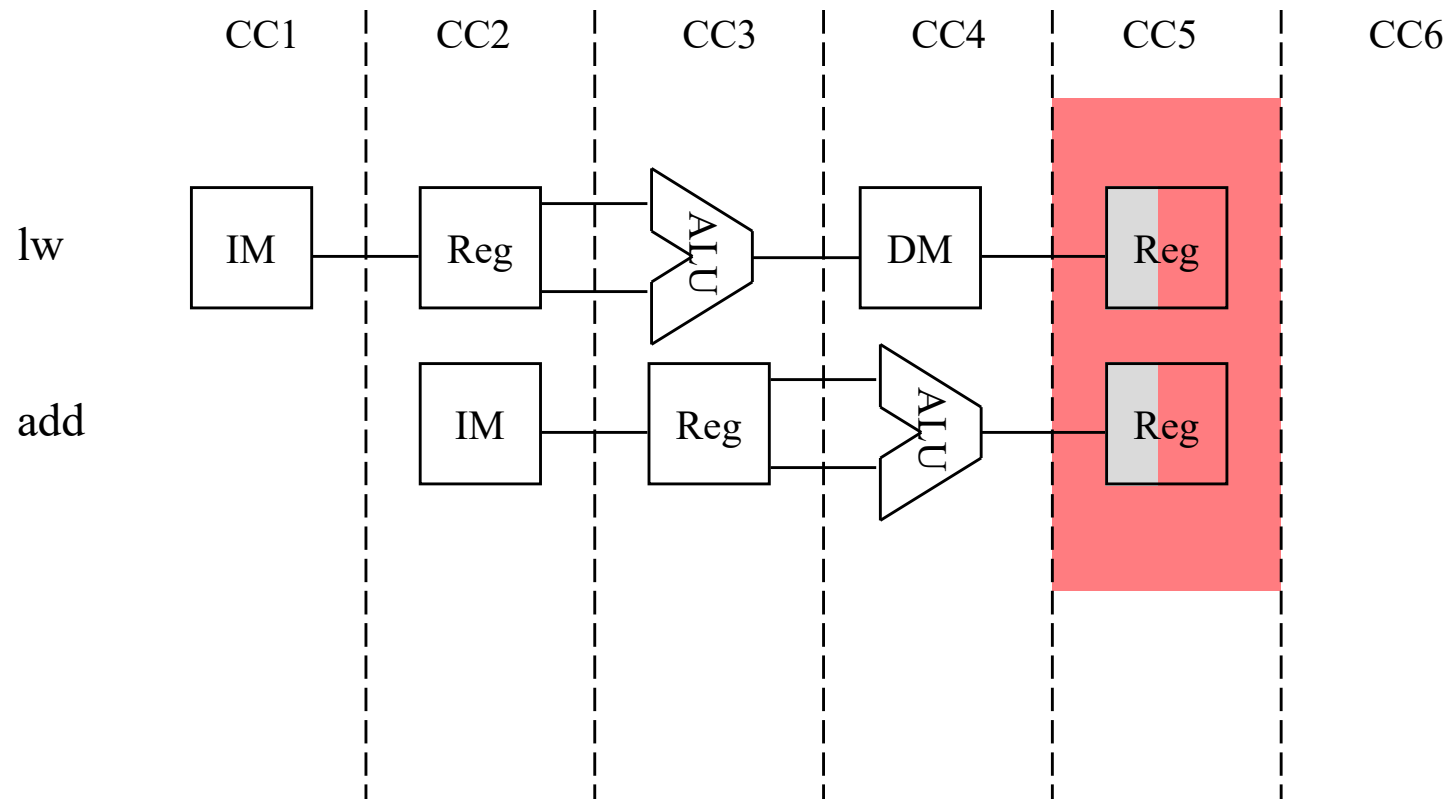 CC1 CC2 CC3 CC4 CC5 CC6
lw IM Reg ALU DM Reg
add IM Reg ALU Reg